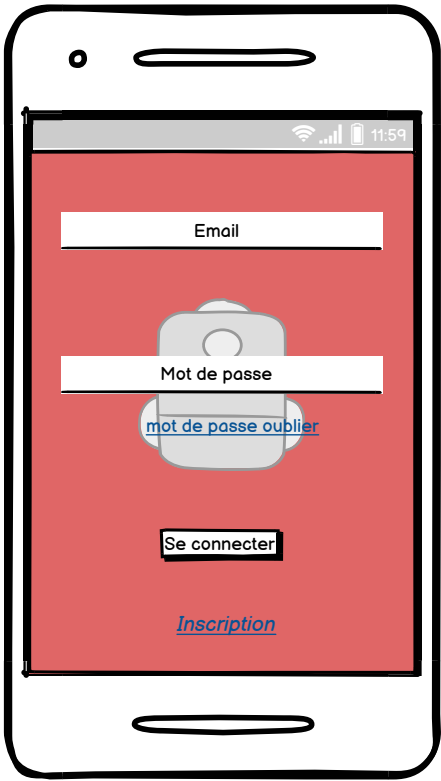 11:59
Email
Mot de passe
mot de passe oublier
Se connecter
Inscription